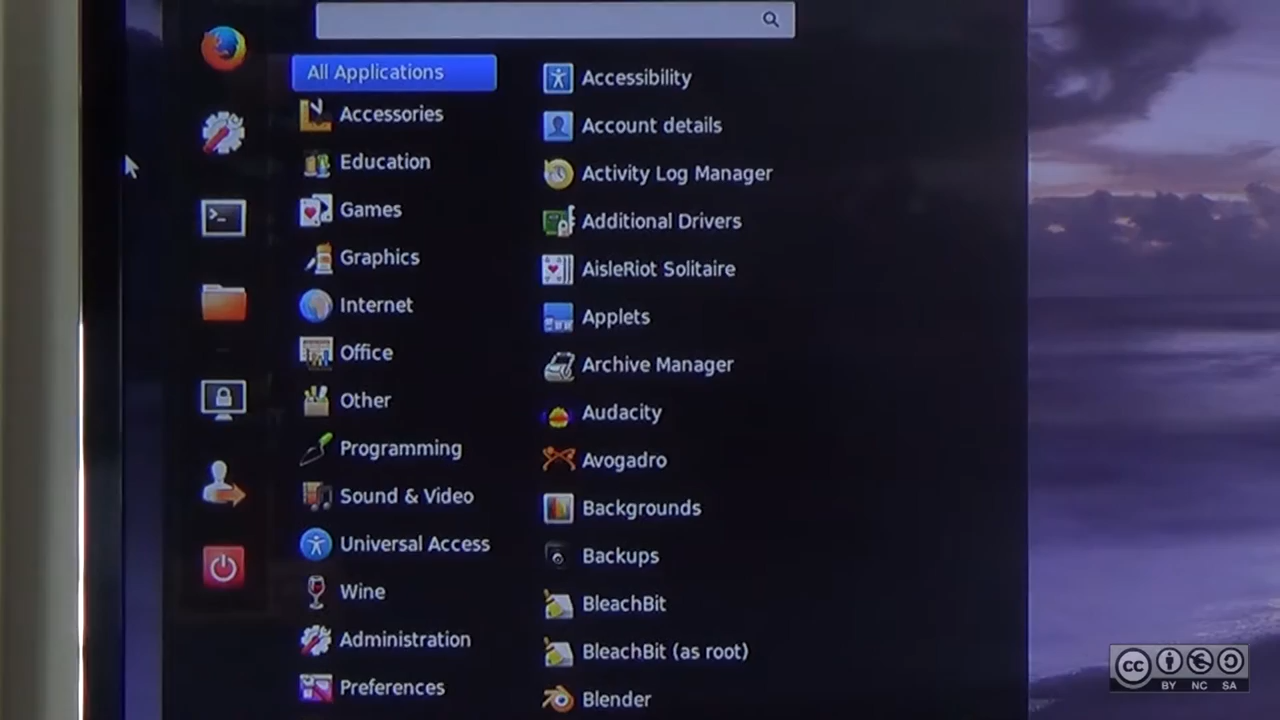 All Applications
Accessories
Education
Games
Graphics
Internet
Office
Other
Programming
Sound & Video
Universal Access
Wine
Administration
Preferences
Accessibility
Account details
Activity Log Manager
Additional Drivers
AisleRiot Solitaire
Applets
Archive Manager
Audacity
Avogadro
Backgrounds
Backups
BleachBit
BleachBit (as root)
Blender
cc
BY NC SA